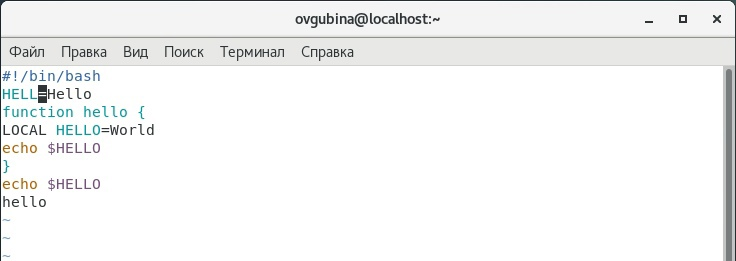 ovgubina@localhost:~
Файл Правка Вид Поиск Терминал Справка
#!/bin/bash
HELL=Hello
function hello {
LOCAL HELLO=World
echo $HELLO
}
echo $HELLO
hello
~
~
~